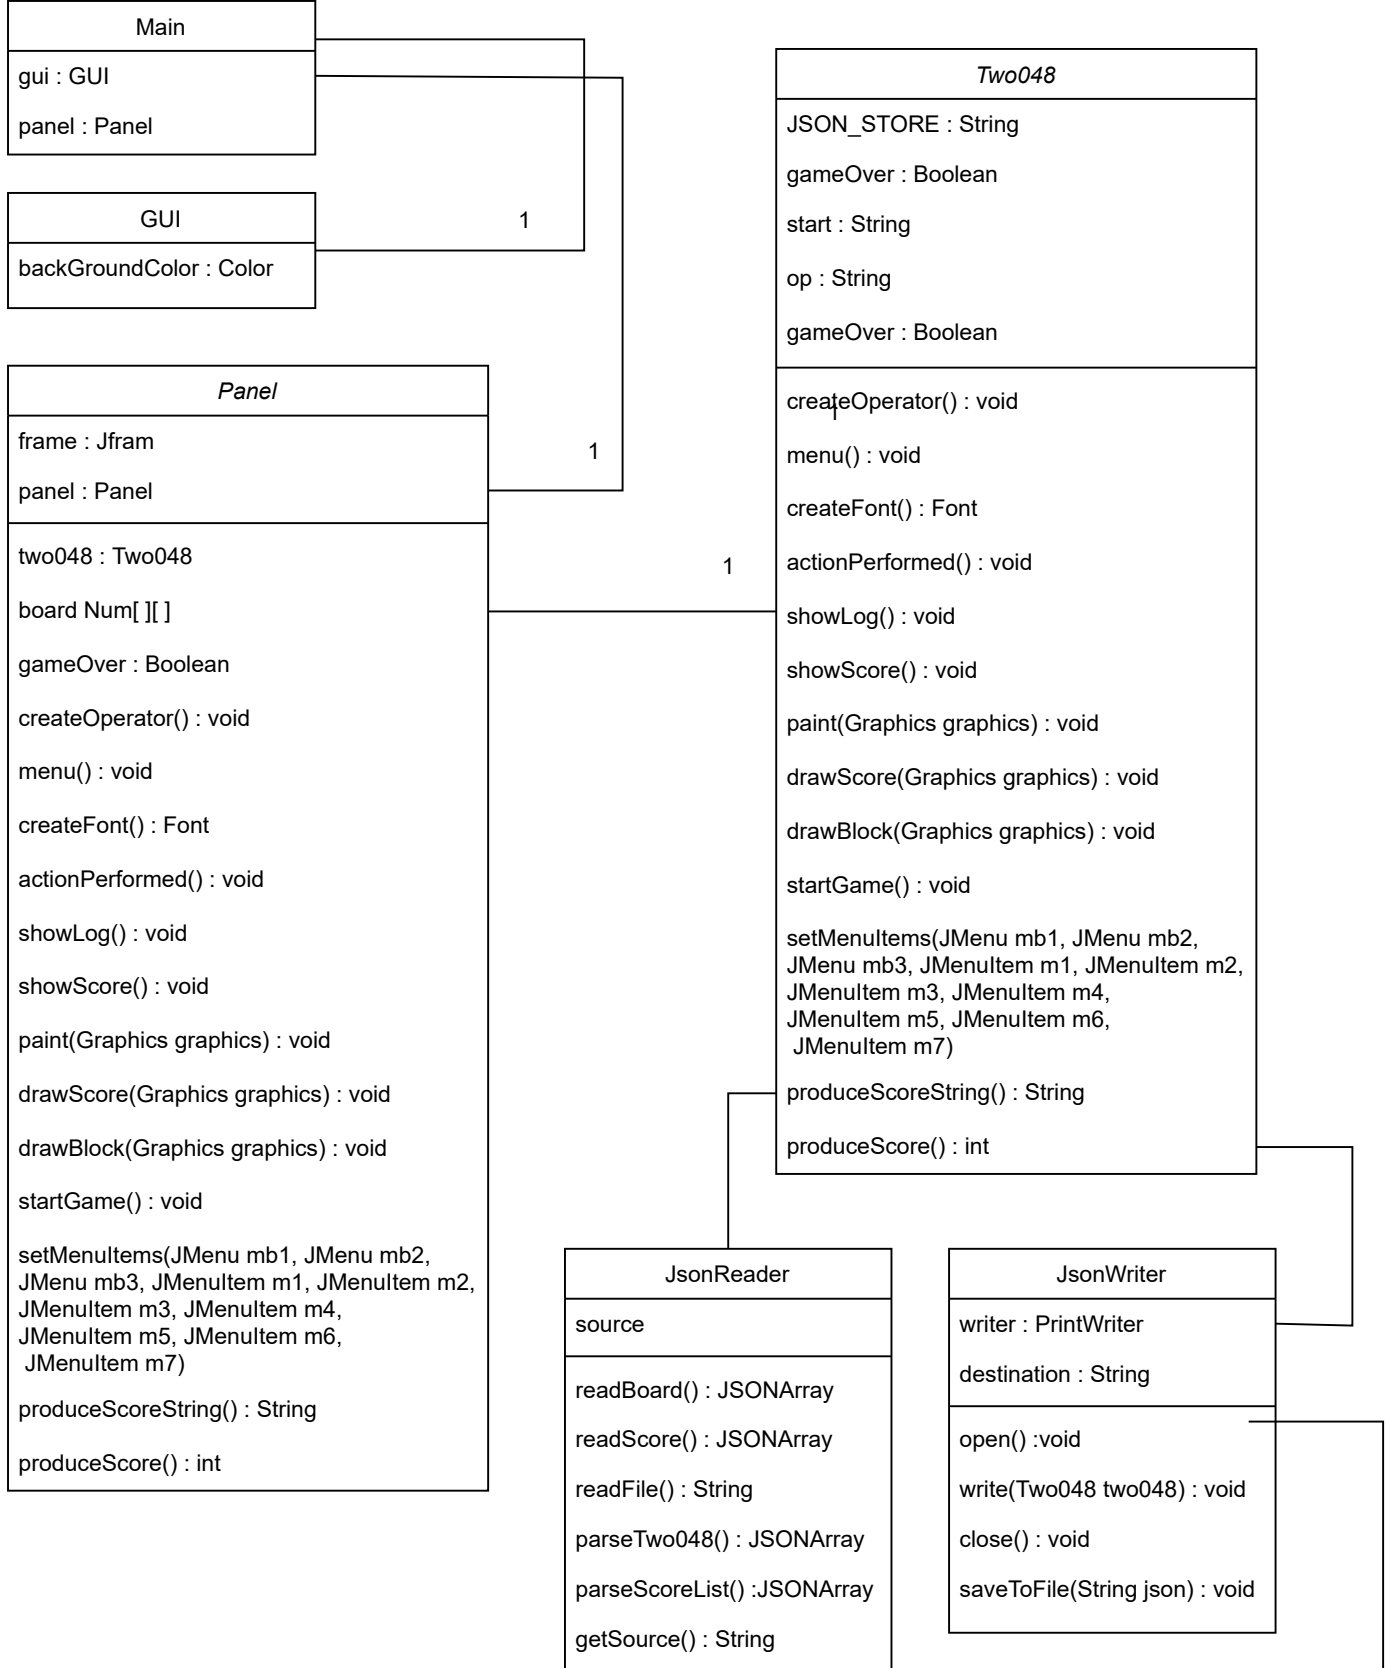 Main
gui : GUI
panel : Panel
GUI
backGroundColor : Color
1
1
1
Panel
frame : Jfram
panel : Panel
two048 : Two048
board Num[ ][ ]
gameOver : Boolean
createOperator() : void
menu() : void
createFont() : Font
actionPerformed() : void
showLog() : void
showScore() : void
paint(Graphics graphics) : void
drawScore(Graphics graphics) : void
drawBlock(Graphics graphics) : void
startGame() : void
setMenuItems(JMenu mb1, JMenu mb2,
JMenu mb3, JMenuItem m1, JMenuItem m2,
JMenuItem m3, JMenuItem m4,
JMenuItem m5, JMenuItem m6,
JMenuItem m7)
produceScoreString() : String
produceScore() : int
Two048
JSON_STORE : String
gameOver : Boolean
start : String
op : String
gameOver : Boolean
createOperator() : void
1
menu() : void
createFont() : Font
actionPerformed() : void
showLog() : void
showScore() : void
paint(Graphics graphics) : void
drawScore(Graphics graphics) : void
drawBlock(Graphics graphics) : void
startGame() : void
setMenuItems(JMenu mb1, JMenu mb2,
JMenu mb3, JMenuItem m1, JMenuItem m2,
JMenuItem m3, JMenuItem m4,
JMenuItem m5, JMenuItem m6,
JMenuItem m7)
produceScoreString() : String
produceScore() : int
JsonReader
source
readBoard() : JSONArray
readScore() : JSONArray
readFile() : String
parseTwo048() : JSONArray
parseScoreList() :JSONArray
getSource() : String
JsonWriter
writer : PrintWriter
destination : String
open() :void
write(Two048 two048) : void
close() : void
saveToFile(String json) : void